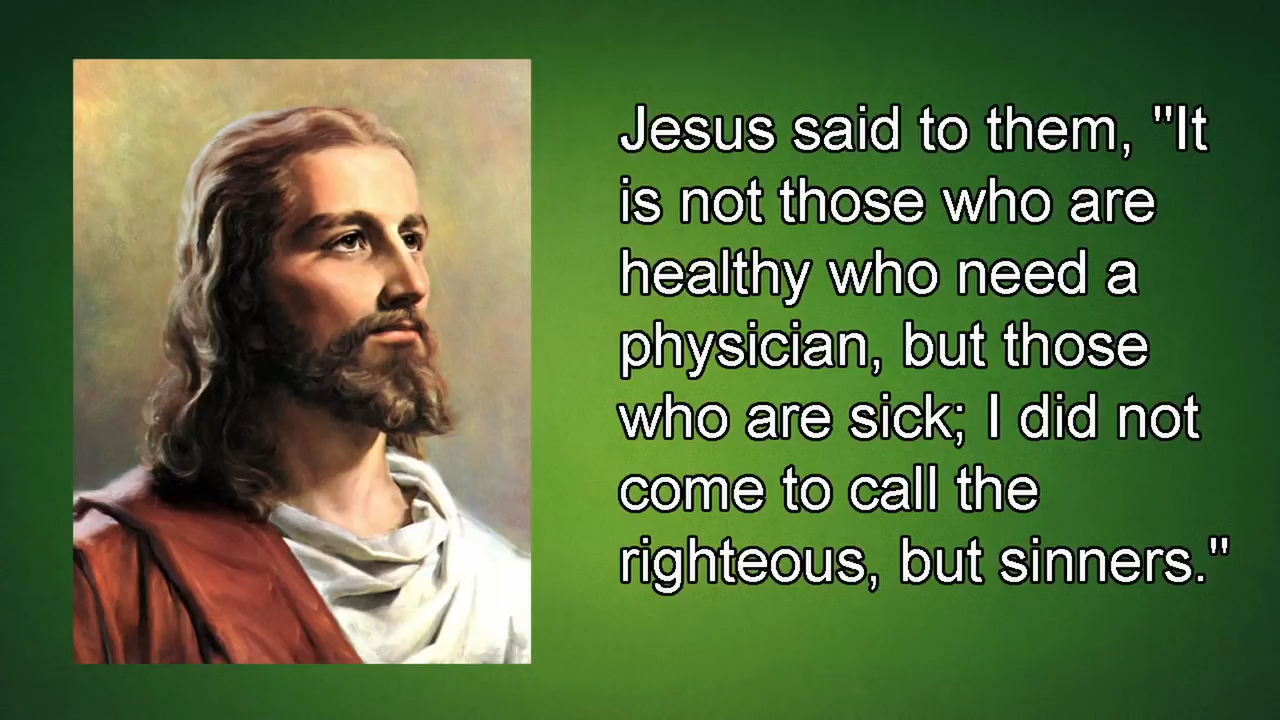 Jesus said to them, "It
is not those who are
healthy who need a
physician, but those
who are sick; I did not
come to call the
righteous, but sinners."